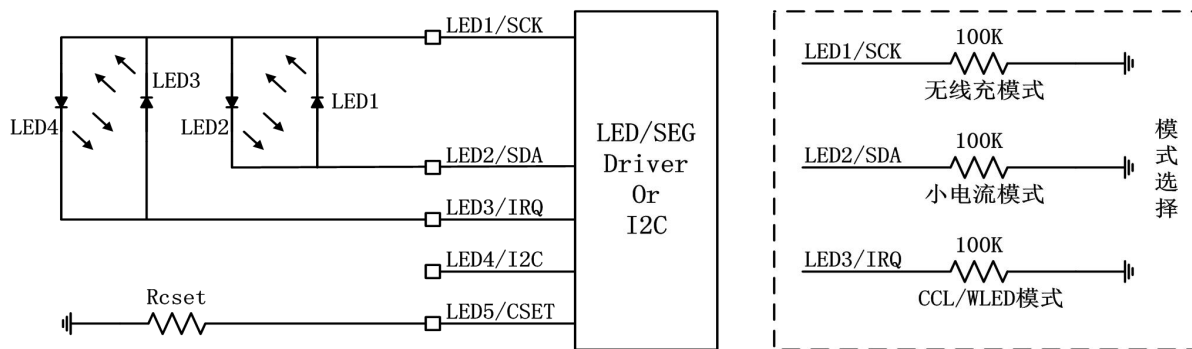 LED1/SCK
LED3
LED4
LED2
LED1
LED2/SDA
LED3/IRQ
LED4/I2C
LED5/CSET
Rcset
LED/SEG
Driver
Or
I2C
LED1/SCK
100K
无线充模式
LED2/SDA
100K
小电流模式
LED3/IRQ
100K
CCL/WLED模式
模式选择